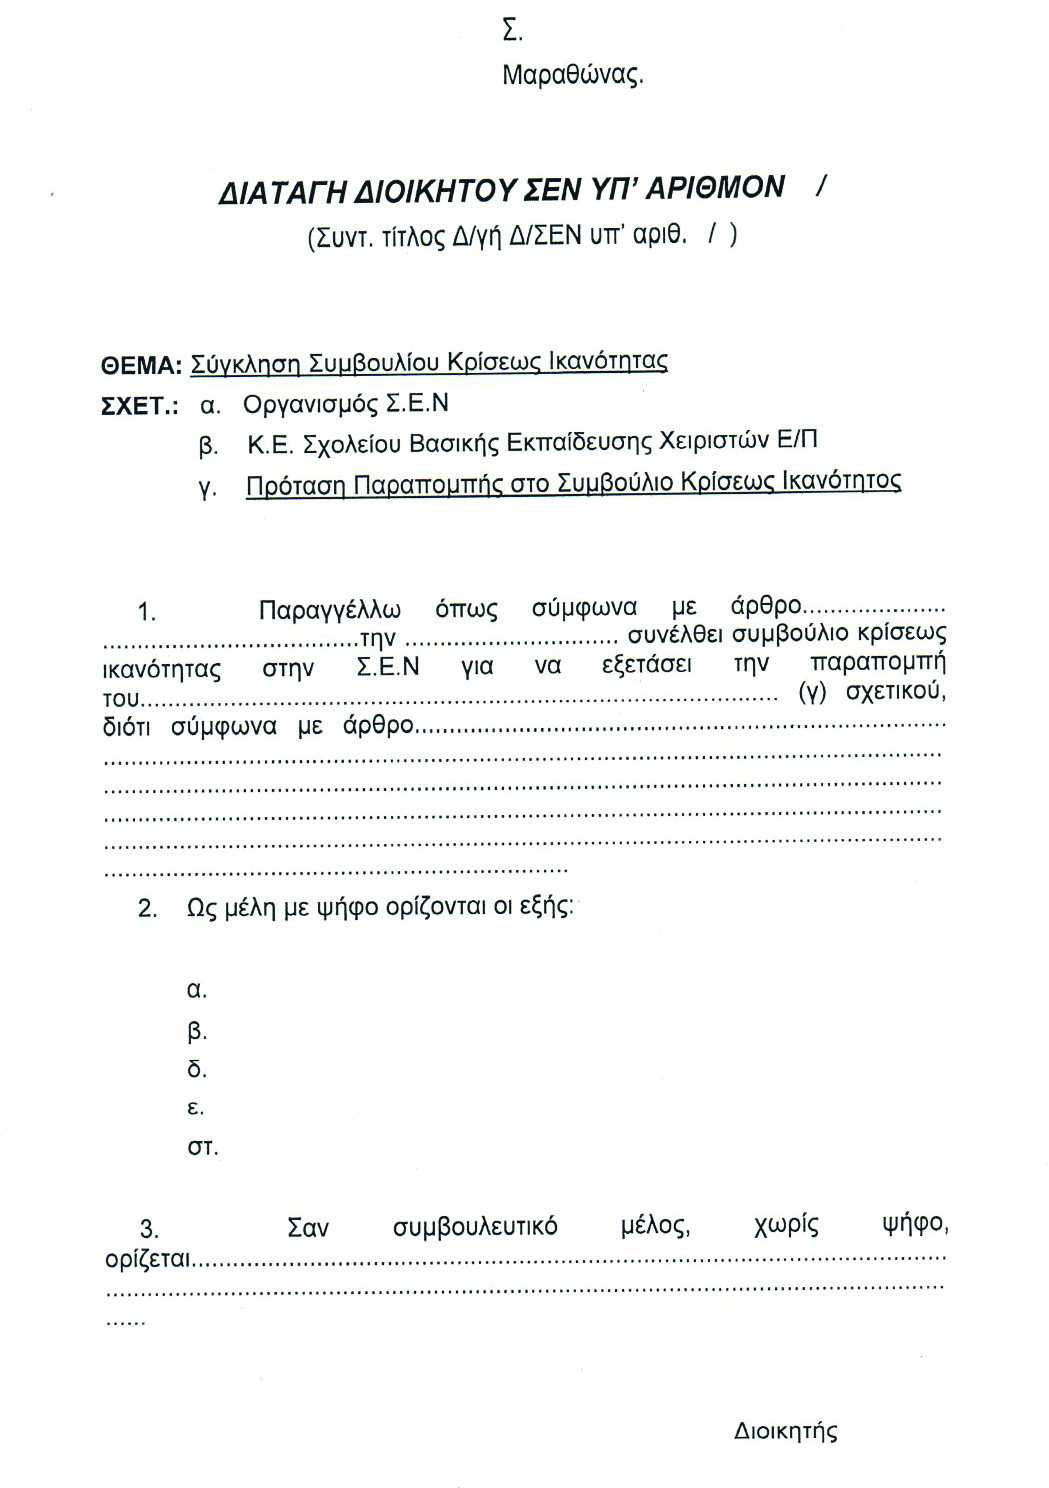 Σ.
Μαραθώνας.
ΔΙΑΤΑΓΗ ΔΙΟΙΚΗΤΟΥ ΣΕΝ ΥΠ’ ΑΡΙΘΜΟΝ /
(Συντ. τίτλος Δ/γή Δ/ΣΕΝ υπ’ αριθ. / )
ΘΕΜΑ: Σύγκληση Συμβουλίου Κρίσεως Ικανότητας
ΣΧΕΤ.: α. Οργανισμός Σ.Ε.Ν
β. Κ.Ε. Σχολείου Βασικής Εκπαίδευσης Χειριστών Ε/Π
γ. Πρόταση Παραπομπής στο Συμβούλιο Κρίσεως Ικανότητος
1. Παραγγέλλω όπως σύμφωνα με άρθρο.....................
.....................................την ............................... συνέλθει συμβούλιο κρίσεως
ικανότητας στην Σ.Ε.Ν για να εξετάσει την παραπομπή
του............................................................................................ (γ) σχετικού,
διότι σύμφωνα με άρθρο.............................................................................
..........................................................................................................................
..........................................................................................................................
..........................................................................................................................
..........................................................................................................................
...................................................................
2. Ως μέλη με ψήφο ορίζονται οι εξής:
α.
β.
δ.
ε.
στ.
3. Σαν συμβουλευτικό μέλος, χωρίς ψήφο,
ορίζεται.............................................................................................................
..........................................................................................................................
......
Διοικητής